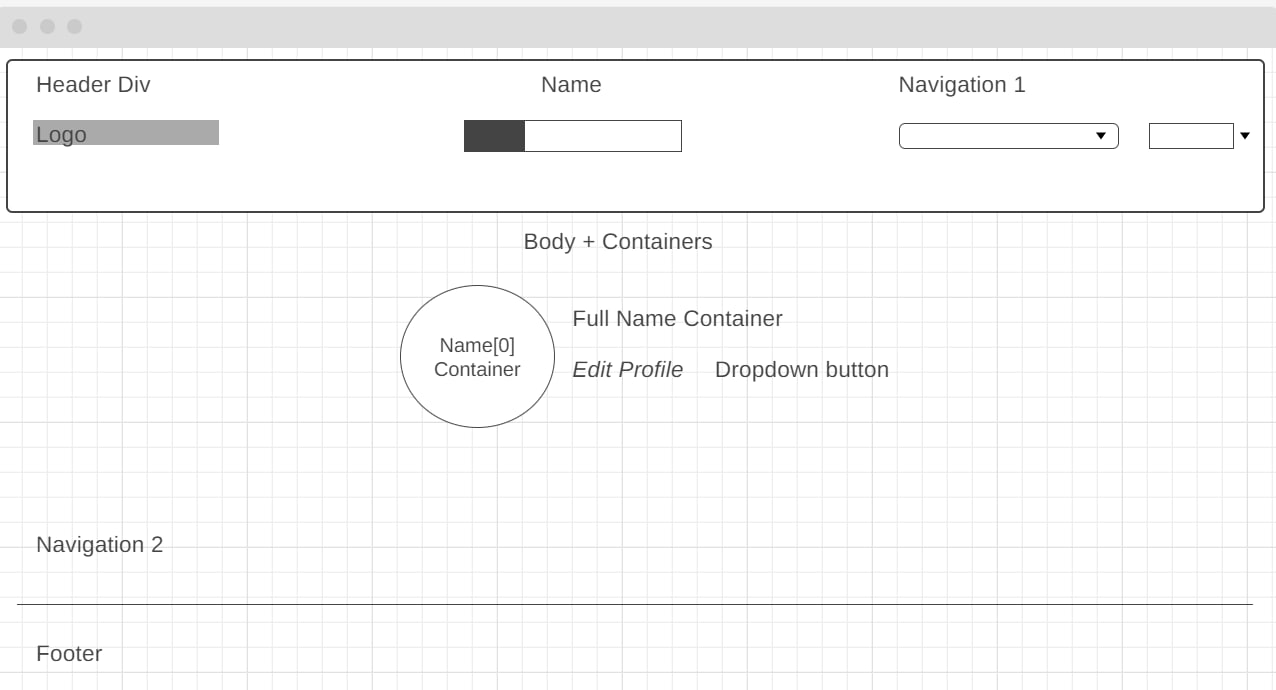 Header Div
Name
Navigation 1
Logo
Body + Containers
Name[0]
Container
Full Name Container
Edit Profile
Dropdown button
Navigation 2
Footer